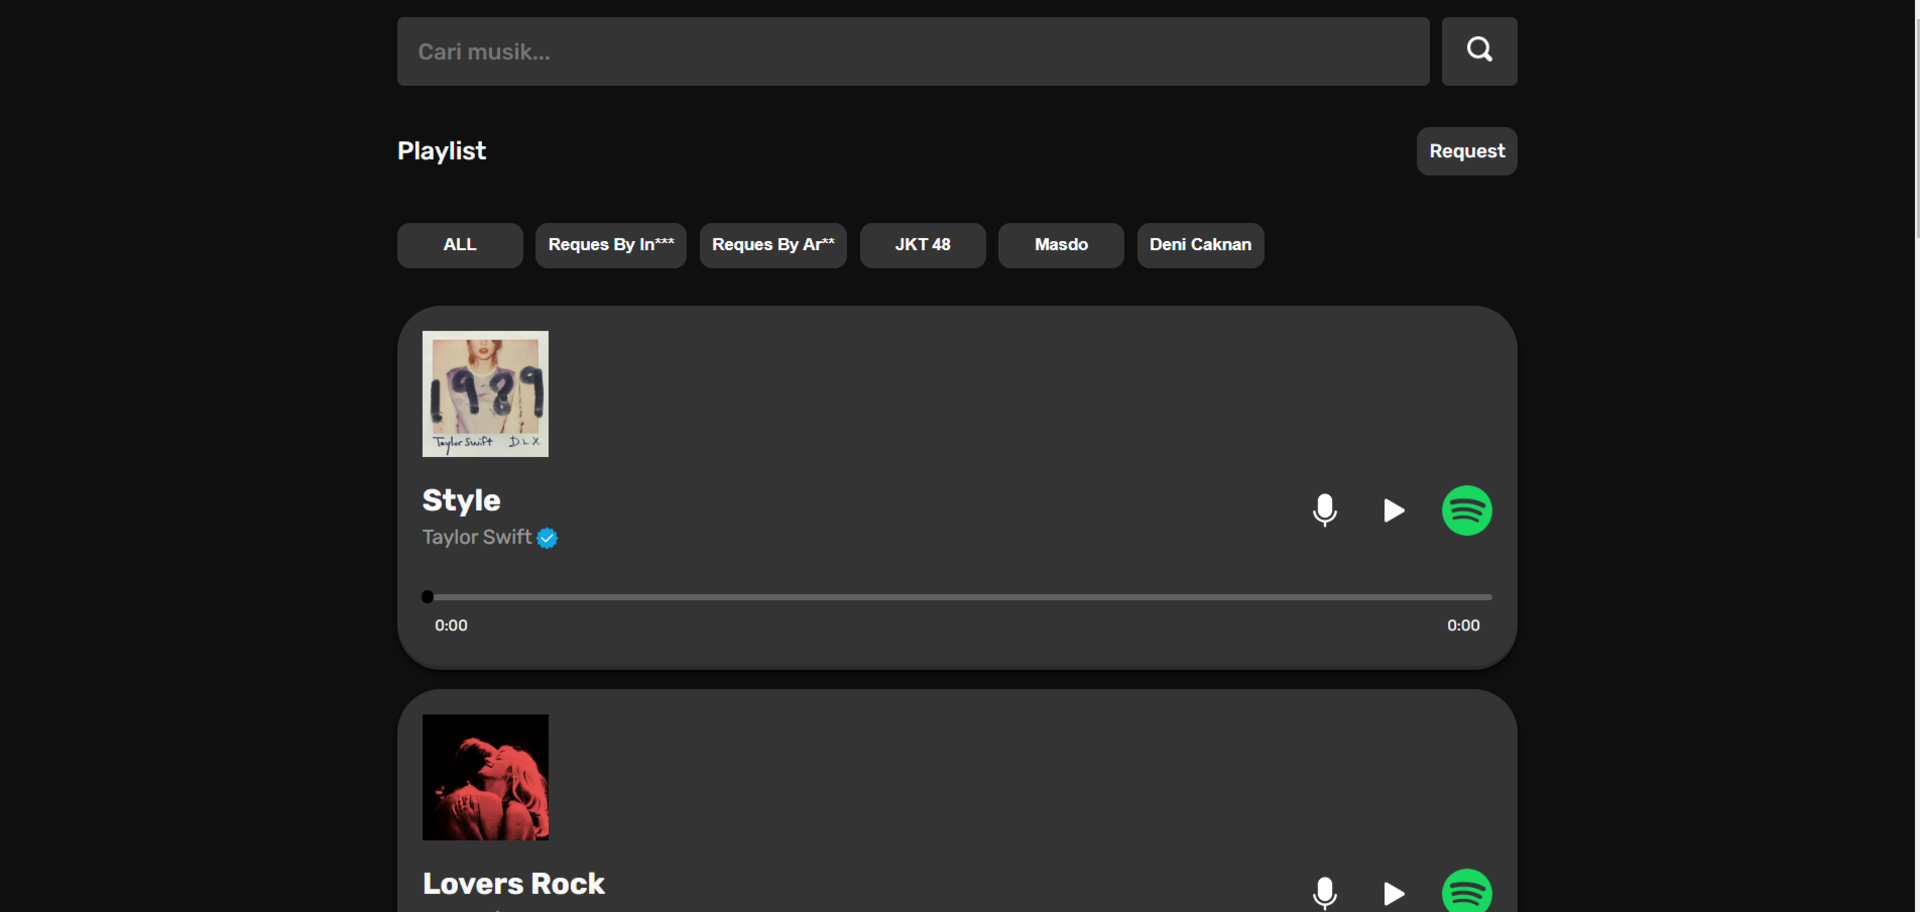 Cari musik...
Playlist
Request
ALL
Reques By In***
Reques By Ar**
JKT 48
Masdo
Deni Caknan
1989
Taylor Swift D L X
Style
Taylor Swift
0:00
0:00
Lovers Rock